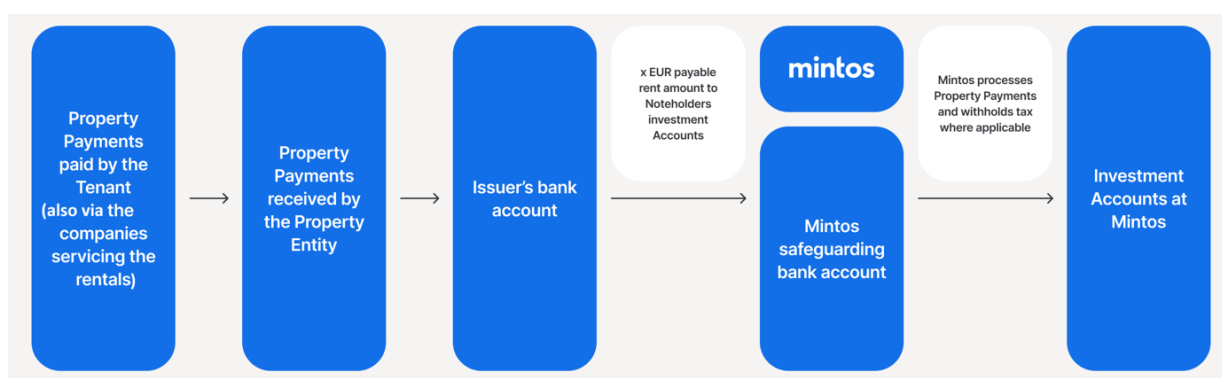 Property
Payments
paid by the
Tenant
(also via the
companies
servicing the
rentals)
Property
Payments
received by
the Property
Entity
Issuer's bank
account
x EUR payable
rent amount to
Noteholders
investment
Accounts
mintos
Mintos
safeguarding
bank account
Mintos processes
Property Payments
and withholds tax
where applicable
Investment
Accounts at
Mintos